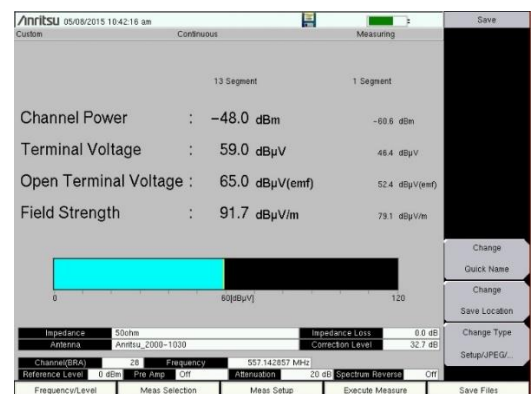 Anritsu 05/08/2015 10:42:16 am
Save
Custom Continuous Measuring
13 Segment 1 Segment
Channel Power : -48.0 dBm -60.6 dBm
Terminal Voltage : 59.0 dBµV 46.4 dBµV
Open Terminal Voltage : 65.0 dBµV(emf) 52.4 dBµV(emf)
Field Strength : 91.7 dBµV/m 79.1 dBµV/m
Change
Quick Name
0 60[dBµV] 120
Change
Save Location
Impedance 50ohm Impedance Loss 0.0 dB
Antenna Anritsu_2000-1030 Correction Level 32.7 dB
Change Type
Setup/JPEG/...
Channel(BRA) 28 Frequency 557.142857 MHz
Reference Level 0 dBm Pre Amp Off Attenuation 20 dB Spectrum Reverse Off
Frequency/Level Meas Selection Meas Setup Execute Measure Save Files